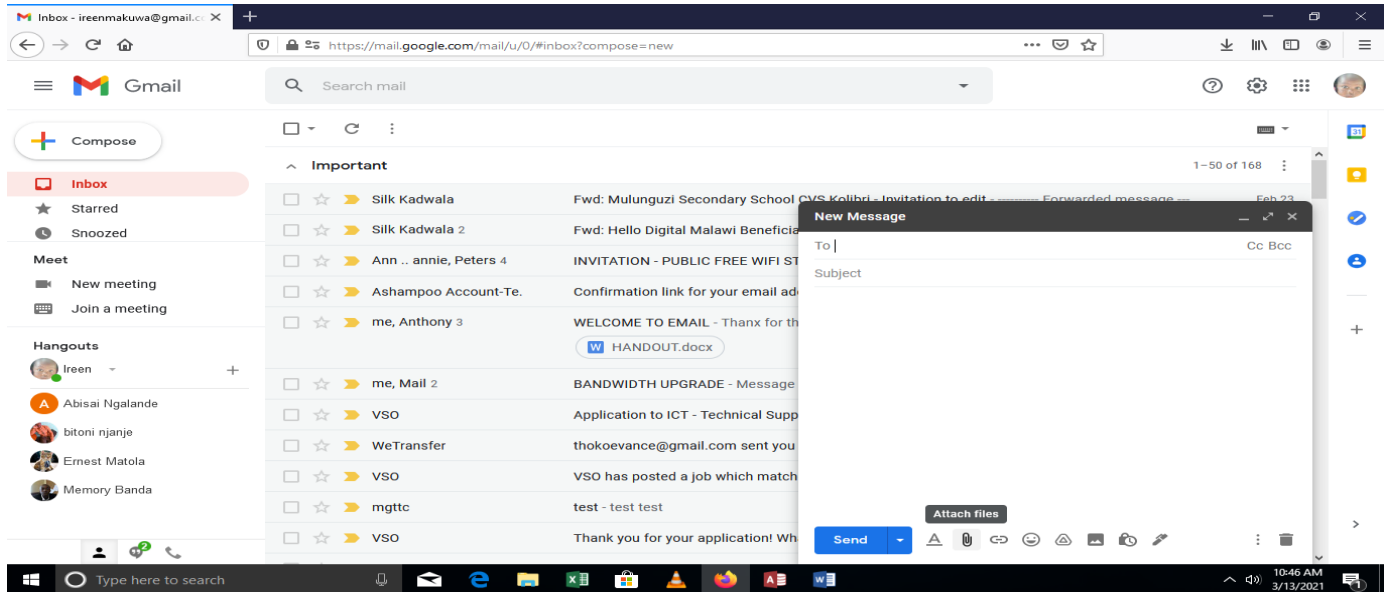 Inbox - ireenmakuwa@gmail.c
https://mail.google.com/mail/u/0/#inbox?compose=new
Gmail
Search mail
Compose
Inbox
Starred
Snoozed
Meet
New meeting
Join a meeting
Hangouts
Ireen
Abisai Ngalande
bitoni njanje
Ernest Matola
Memory Banda
2
31
Important
1–50 of 168
Silk Kadwala Fwd: Mulunguzi Secondary School CVS Kolibri - Invitation to edit - ---------- Forwarded message --- Feb 23
Silk Kadwala 2 Fwd: Hello Digital Malawi Beneficia
Ann .. annie, Peters 4 INVITATION - PUBLIC FREE WIFI ST
Ashampoo Account-Te. Confirmation link for your email ad
me, Anthony 3 WELCOME TO EMAIL - Thanx for th
W HANDOUT.docx
me, Mail 2 BANDWIDTH UPGRADE - Message
VSO Application to ICT - Technical Supp
WeTransfer thokoevance@gmail.com sent you
VSO VSO has posted a job which match
mgttc test - test test
VSO Thank you for your application! Wh
New Message
To Cc Bcc
Subject
Attach files
Send
Type here to search
10:46 AM
3/13/2021